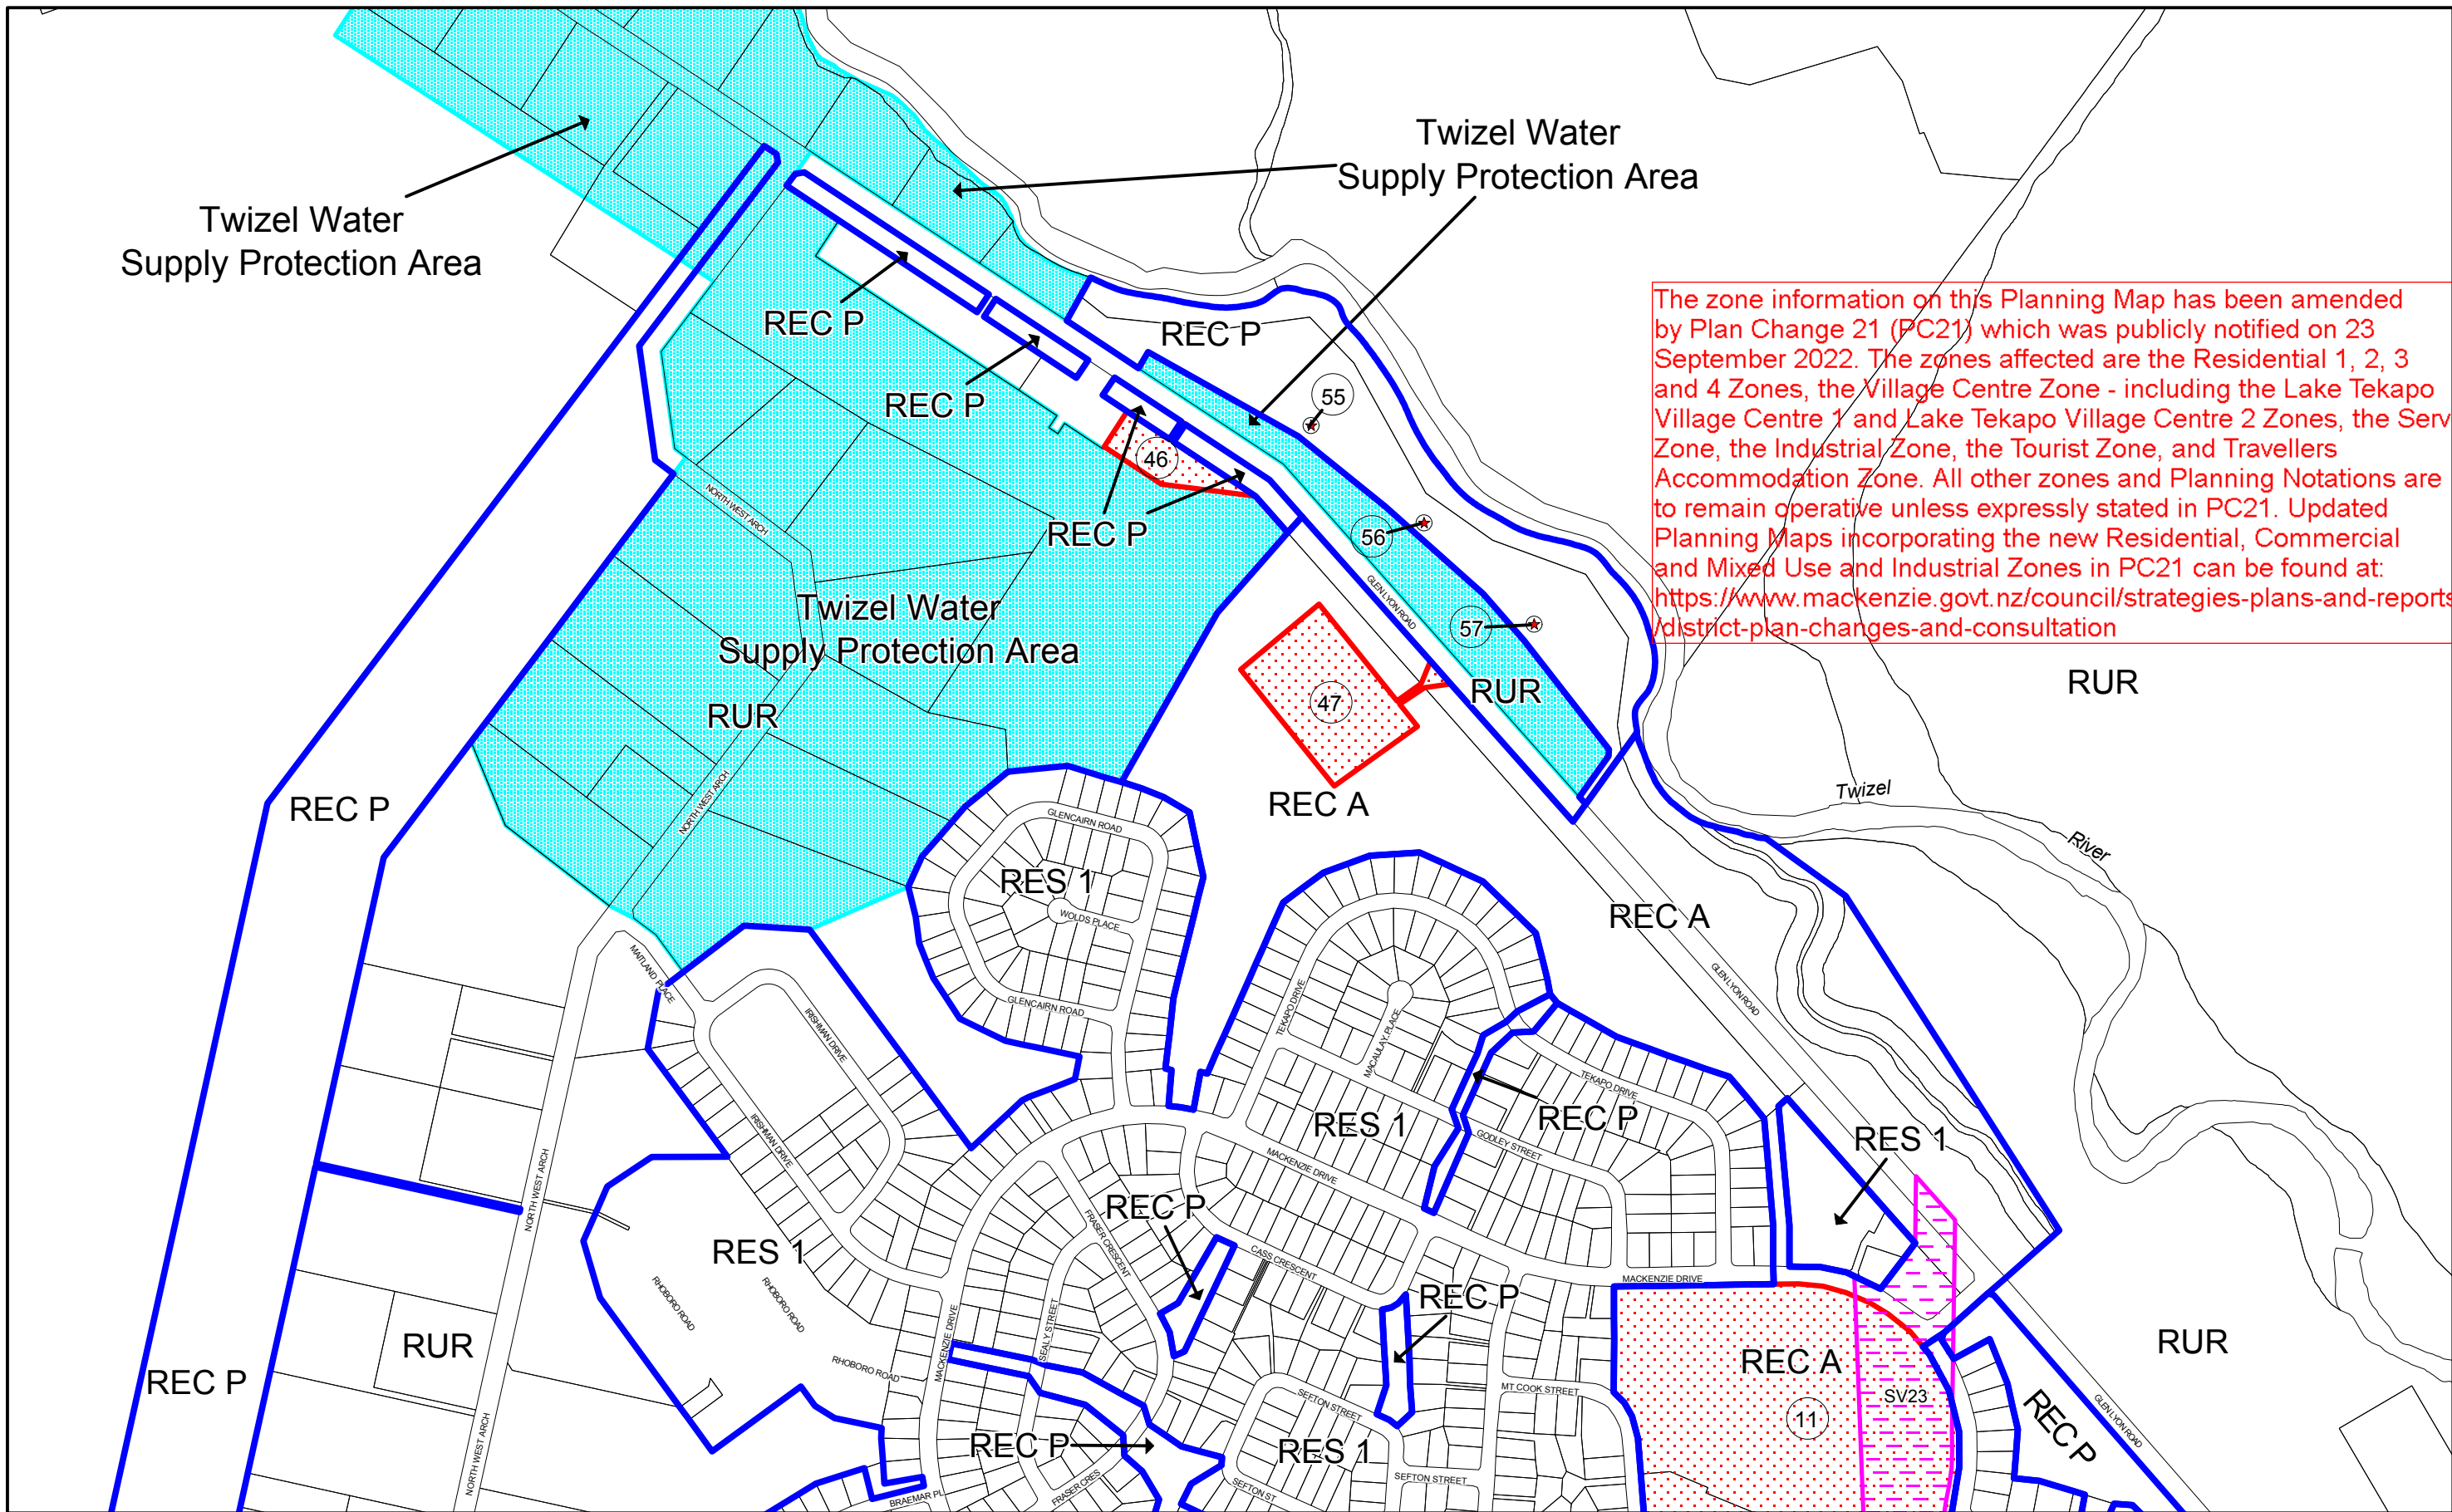 Twizel Water
Supply Protection Area
Twizel Water
Supply Protection Area
REC P
REC P
REC P
55
The zone information on this Planning Map has been amended
by Plan Change 21 (PC21) which was publicly notified on 23
September 2022. The zones affected are the Residential 1, 2, 3
and 4 Zones, the Village Centre Zone - including the Lake Tekapo
Village Centre 1 and Lake Tekapo Village Centre 2 Zones, the Serv
Zone, the Industrial Zone, the Tourist Zone, and Travellers
Accommodation Zone. All other zones and Planning Notations are
to remain operative unless expressly stated in PC21. Updated
Planning Maps incorporating the new Residential, Commercial
and Mixed Use and Industrial Zones in PC21 can be found at:
https://www.mackenzie.govt.nz/council/strategies-plans-and-reports
/district-plan-changes-and-consultation
46
NORTH WEST ARCH
REC P
56
GLEN LYON ROAD
Twizel Water
Supply Protection Area
57
RUR
47
RUR
RUR
NORTH WEST ARCH
REC P
REC A
Twizel
River
GLENCAIRN ROAD
RES 1
WOLDS PLACE
REC A
MAITLAND PLACE
GLENCAIRN ROAD
IRISHMAN DRIVE
TEKAPO DRIVE
MACAULAY PLACE
GLEN LYON ROAD
TEKAPO DRIVE
REC P
RES 1
IRISHMAN DRIVE
GODLEY STREET
RES 1
MACKENZIE DRIVE
NORTH WEST ARCH
REC P
FRASER CRESCENT
RES 1
CASS CRESCENT
MACKENZIE DRIVE
RHOBORO ROAD
RHOBORO ROAD
REC P
MACKENZIE DRIVE
SEALY STREET
RUR
RUR
RHOBORO ROAD
REC A
REC P
MT COOK STREET
SV23
SEFTON STREET
11
GLEN LYON ROAD
REC P
NORTH WEST ARCH
REC P
RES 1
SEFTON STREET
FRASER CRES
SEFTON ST
BRAEMAR PL